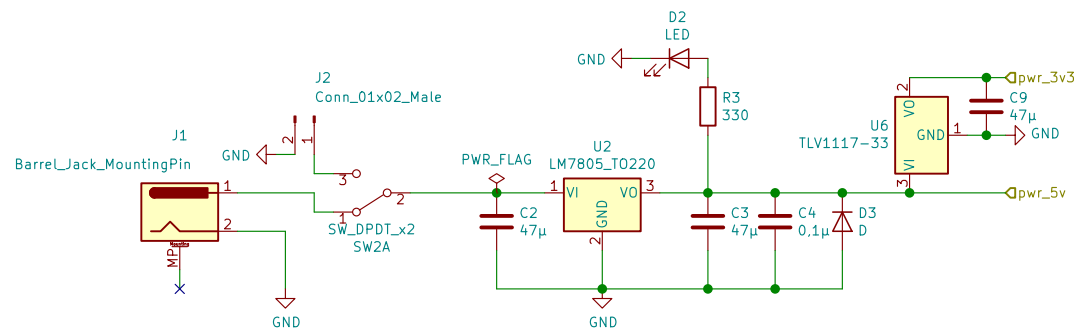 D2
LED
GND
J2
Conn_01x02_Male
R3
330
2
VO
pwr_3v3
C9
47µ
U6
TLV1117-33
GND
1
GND
VI
3
J1
Barrel_Jack_MountingPin
GND
2
1
3
PWR_FLAG
U2
LM7805_TO220
1
VI
VO
3
pwr_5v
1
2
2
1
SW_DPDT_x2
SW2A
C2
47µ
GND
2
C3
47µ
C4
0,1µ
D3
D
Mounting
MP
GND
GND